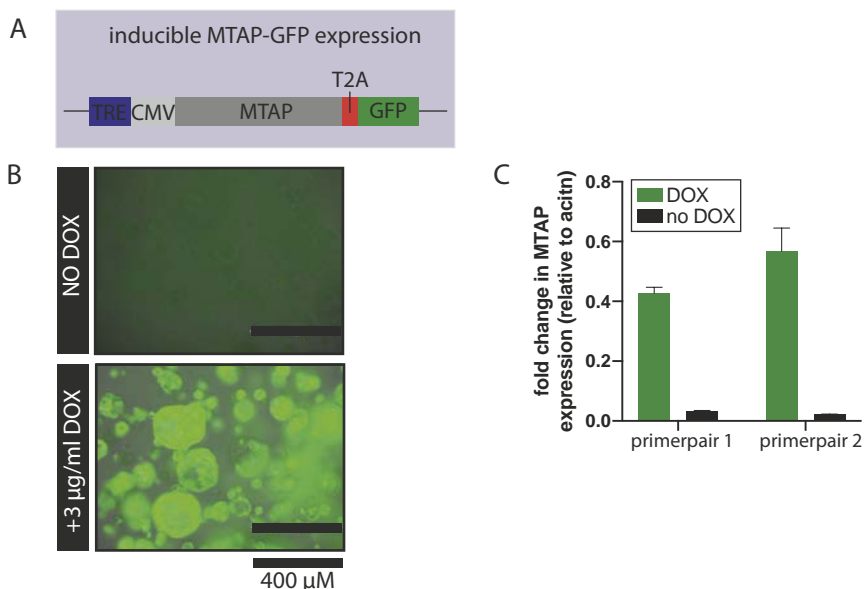 A
inducible MTAP-GFP expression
T2A
TRE CMV MTAP GFP
B
NO DOX
+3 µg/ml DOX
400 µM
C
fold change in MTAP
expression (relative to acitn)
DOX
no DOX
0.8
0.6
0.4
0.2
0.0
primerpair 1 primerpair 2